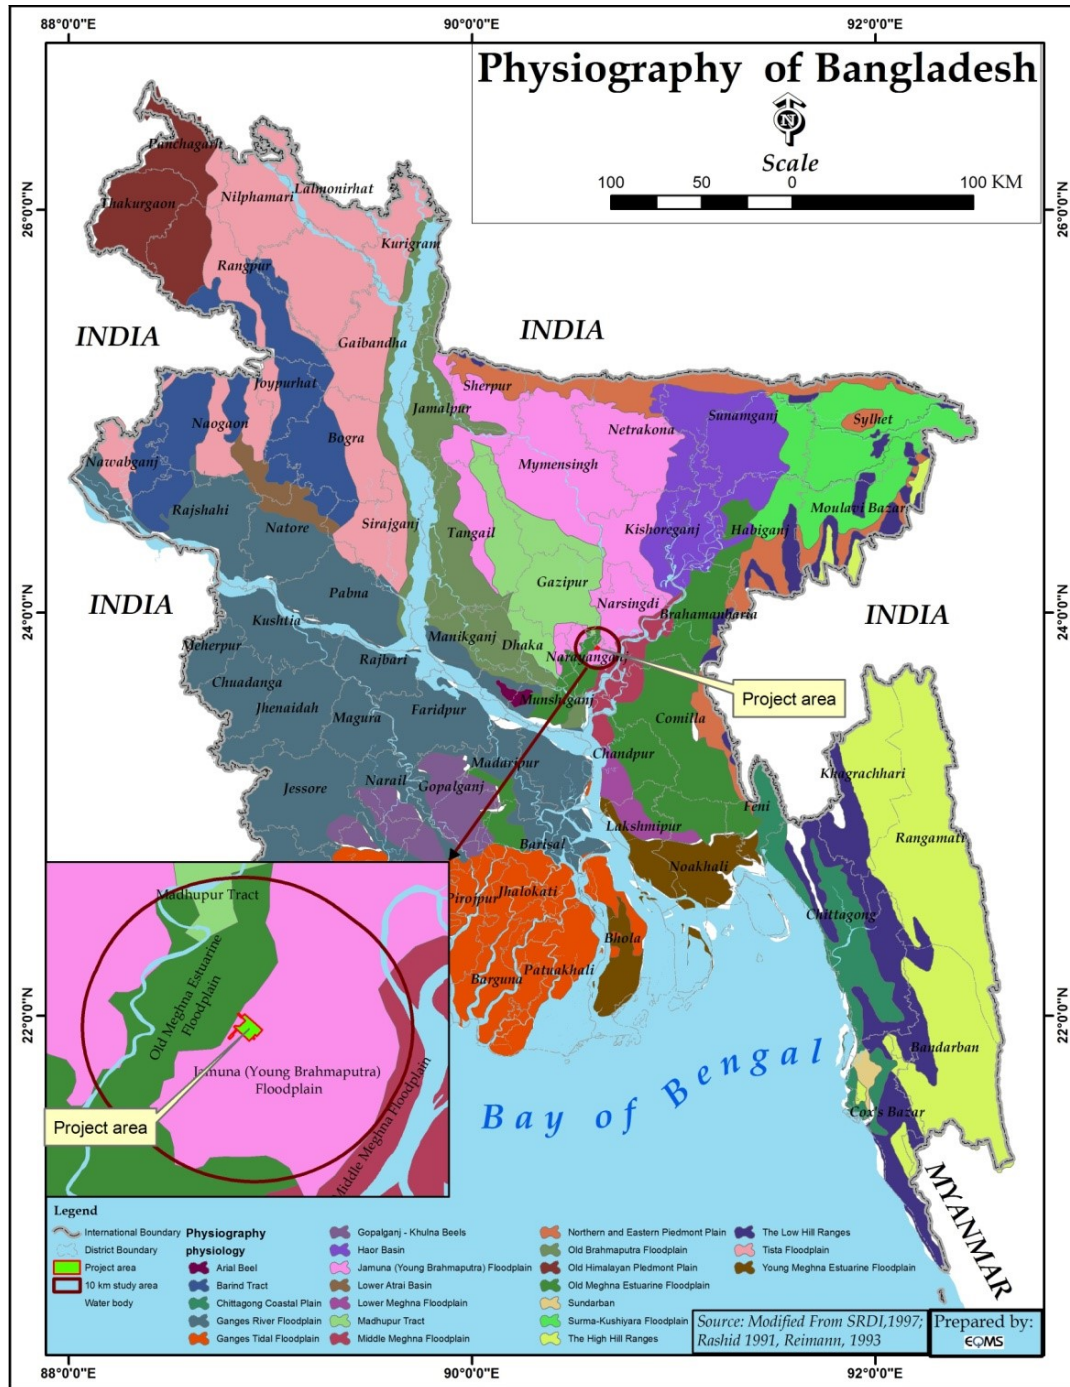 88°0'0"E 90°0'0"E 92°0'0"E
Physiography of Bangladesh
N
Scale
100 50 0 100 KM
26°0'0"N
26°0'0"N
24°0'0"N
24°0'0"N
22°0'0"N
22°0'0"N
Panchagarh
Thakurgaon
Nilphamari
Lalmonirhat
Kurigram
Rangpur
INDIA
INDIA
Gaibandha
Joypurhat
Sherpur
Jamalpur
Sunamganj
Sylhet
Naogaon
Bogra
Netrakona
Mymensingh
Nawabganj
Rajshahi
Natore
Sirajganj
Tangail
Kishoreganj
Habiganj
Moulavi Bazar
Gazipur
INDIA
Pabna
Narsingdi
Brahamanbaria
INDIA
Kushtia
Meherpur
Rajbari
Manikganj
Dhaka
Narayanganj
Chuadanga
Jhenaidah
Magura
Faridpur
Munshiganj
Comilla
Project area
Chandpur
Madaripur
Narail
Gopalganj
Jessore
Khagrachhari
Feni
Lakshmipur
Rangamati
Barisal
Noakhali
Pirojpur
Jhalokati
Chittagong
Bhola
Patuakhali
Barguna
Bandarban
Cox's Bazar
Bay of Bengal
MYANMAR
Madhupur Tract
Old Meghna Estuarine
Floodplain
Jamuna (Young Brahmaputra)
Floodplain
Middle Meghna Floodplain
Project area
Legend
International Boundary
District Boundary
Project area
10 km study area
Water body
Physiography
physiology
Arial Beel
Barind Tract
Chittagong Coastal Plain
Ganges River Floodplain
Ganges Tidal Floodplain
Gopalganj - Khulna Beels
Haor Basin
Jamuna (Young Brahmaputra) Floodplain
Lower Atrai Basin
Lower Meghna Floodplain
Madhupur Tract
Middle Meghna Floodplain
Northern and Eastern Piedmont Plain
Old Brahmaputra Floodplain
Old Himalayan Piedmont Plain
Old Meghna Estuarine Floodplain
Sundarban
Surma-Kushiyara Floodplain
The High Hill Ranges
The Low Hill Ranges
Tista Floodplain
Young Meghna Estuarine Floodplain
Source: Modified From SRDI,1997;
Rashid 1991, Reimann, 1993
Prepared by:
EQMS
88°0'0"E 90°0'0"E 92°0'0"E